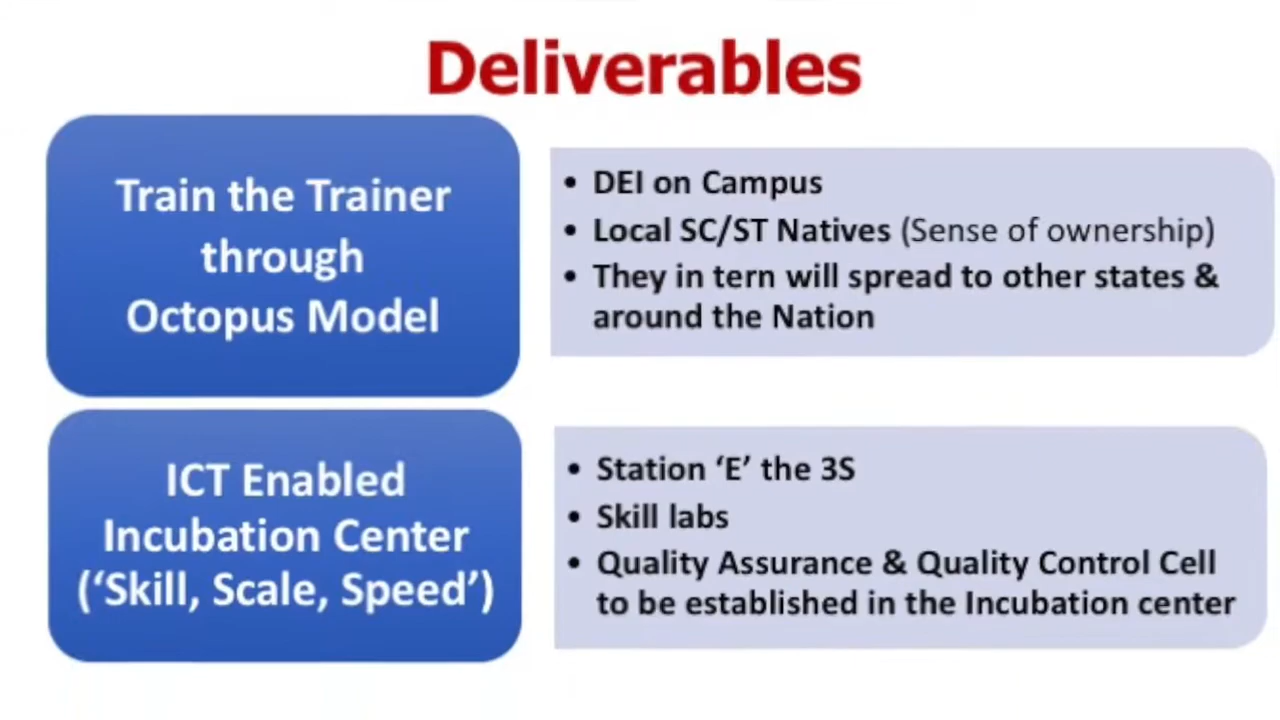 Deliverables
Train the Trainer
through
Octopus Model
• DEI on Campus
• Local SC/ST Natives (Sense of ownership)
• They in tern will spread to other states &
around the Nation
ICT Enabled
Incubation Center
(‘Skill, Scale, Speed’)
• Station ‘E’ the 3S
• Skill labs
• Quality Assurance & Quality Control Cell
to be established in the Incubation center